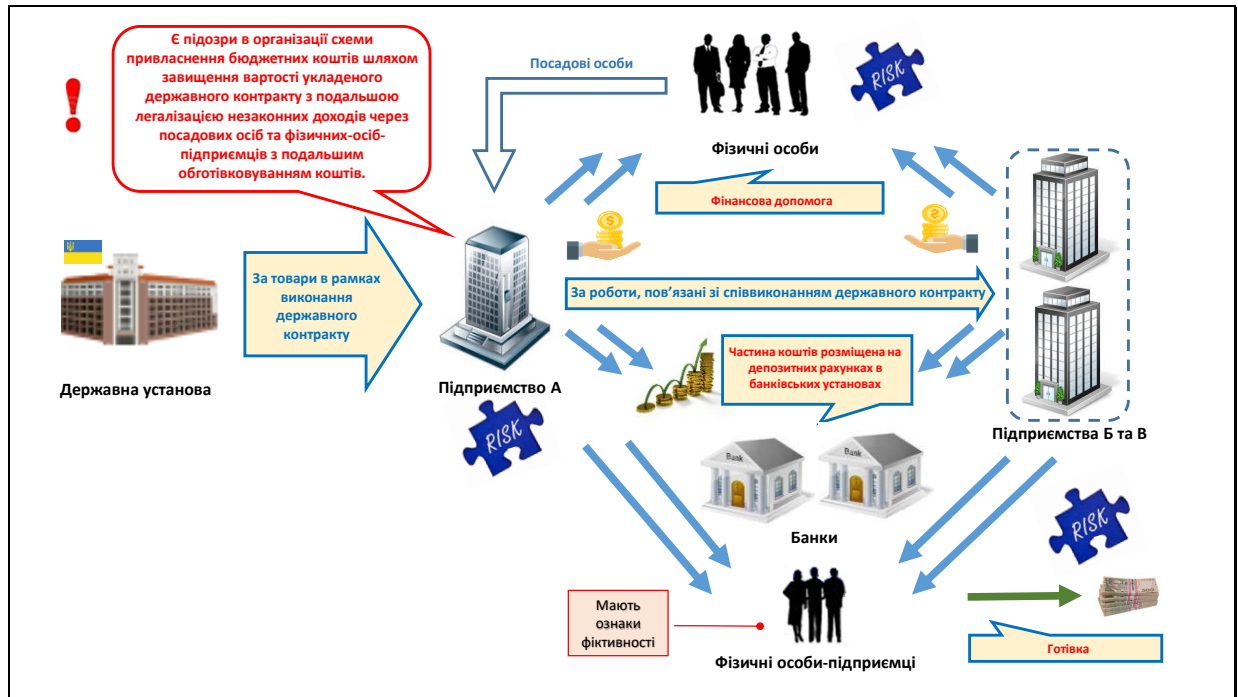 Є підозри в організації схеми
привласнення бюджетних коштів шляхом
завищення вартості укладеного
державного контракту з подальшою
легалізацією незаконних доходів через
посадових осіб та фізичних-осіб-
підприємців з подальшим
обготівковуванням коштів.
Посадові особи
RISK
Фізичні особи
Фінансова допомога
За товари в рамках
виконання
державного
контракту
За роботи, пов’язані зі співвиконанням державного контракту
Державна установа
Підприємство А
Частина коштів розміщена на
депозитних рахунках в
банківських установах
Підприємства Б та В
RISK
Bank
Bank
Банки
RISK
Мають
ознаки
фіктивності
Фізичні особи-підприємці
Готівка